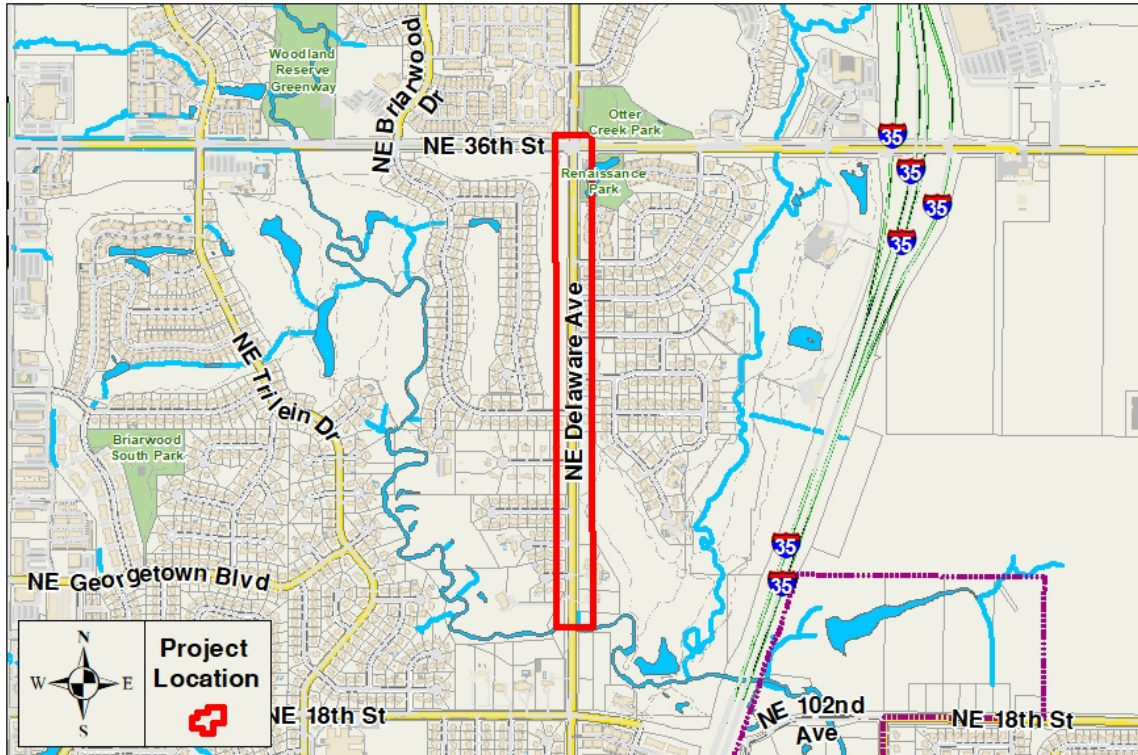 Woodland
Reserve
Greenway
NE Briarwood
Dr
Otter
Creek Park
NE 36th St
35
35
35
35
Renaissance
Park
NE Delaware Ave
NE Trilein Dr
Briarwood
South Park
35
35
NE Georgetown Blvd
N
W E
S
Project
Location
NE 18th St
NE 102nd
Ave
NE 18th St